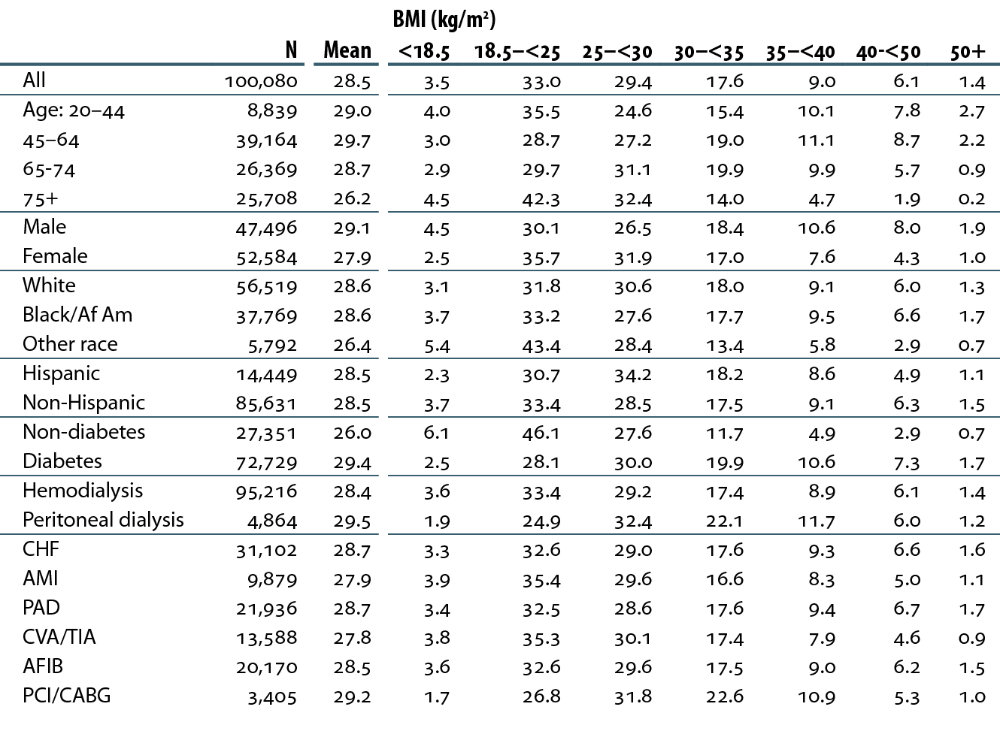 BMI (kg/m²)
N Mean <18.5 18.5–<25 25–<30 30–<35 35–<40 40-<50 50+
All 100,080 28.5 3.5 33.0 29.4 17.6 9.0 6.1 1.4
Age: 20–44 8,839 29.0 4.0 35.5 24.6 15.4 10.1 7.8 2.7
45–64 39,164 29.7 3.0 28.7 27.2 19.0 11.1 8.7 2.2
65-74 26,369 28.7 2.9 29.7 31.1 19.9 9.9 5.7 0.9
75+ 25,708 26.2 4.5 42.3 32.4 14.0 4.7 1.9 0.2
Male 47,496 29.1 4.5 30.1 26.5 18.4 10.6 8.0 1.9
Female 52,584 27.9 2.5 35.7 31.9 17.0 7.6 4.3 1.0
White 56,519 28.6 3.1 31.8 30.6 18.0 9.1 6.0 1.3
Black/Af Am 37,769 28.6 3.7 33.2 27.6 17.7 9.5 6.6 1.7
Other race 5,792 26.4 5.4 43.4 28.4 13.4 5.8 2.9 0.7
Hispanic 14,449 28.5 2.3 30.7 34.2 18.2 8.6 4.9 1.1
Non-Hispanic 85,631 28.5 3.7 33.4 28.5 17.5 9.1 6.3 1.5
Non-diabetes 27,351 26.0 6.1 46.1 27.6 11.7 4.9 2.9 0.7
Diabetes 72,729 29.4 2.5 28.1 30.0 19.9 10.6 7.3 1.7
Hemodialysis 95,216 28.4 3.6 33.4 29.2 17.4 8.9 6.1 1.4
Peritoneal dialysis 4,864 29.5 1.9 24.9 32.4 22.1 11.7 6.0 1.2
CHF 31,102 28.7 3.3 32.6 29.0 17.6 9.3 6.6 1.6
AMI 9,879 27.9 3.9 35.4 29.6 16.6 8.3 5.0 1.1
PAD 21,936 28.7 3.4 32.5 28.6 17.6 9.4 6.7 1.7
CVA/TIA 13,588 27.8 3.8 35.3 30.1 17.4 7.9 4.6 0.9
AFIB 20,170 28.5 3.6 32.6 29.6 17.5 9.0 6.2 1.5
PCI/CABG 3,405 29.2 1.7 26.8 31.8 22.6 10.9 5.3 1.0